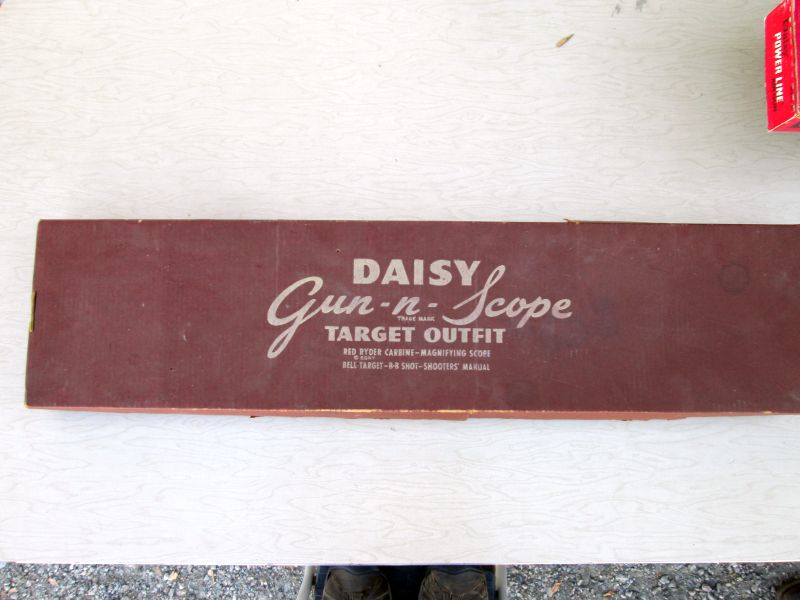 DAISY
Gun-n-Scope
TRADE MARK
TARGET OUTFIT
RED RYDER CARBINE-MAGNIFYING SCOPE
BELL TARGET-B·B SHOT-SHOOTERS' MANUAL
POWER LINE